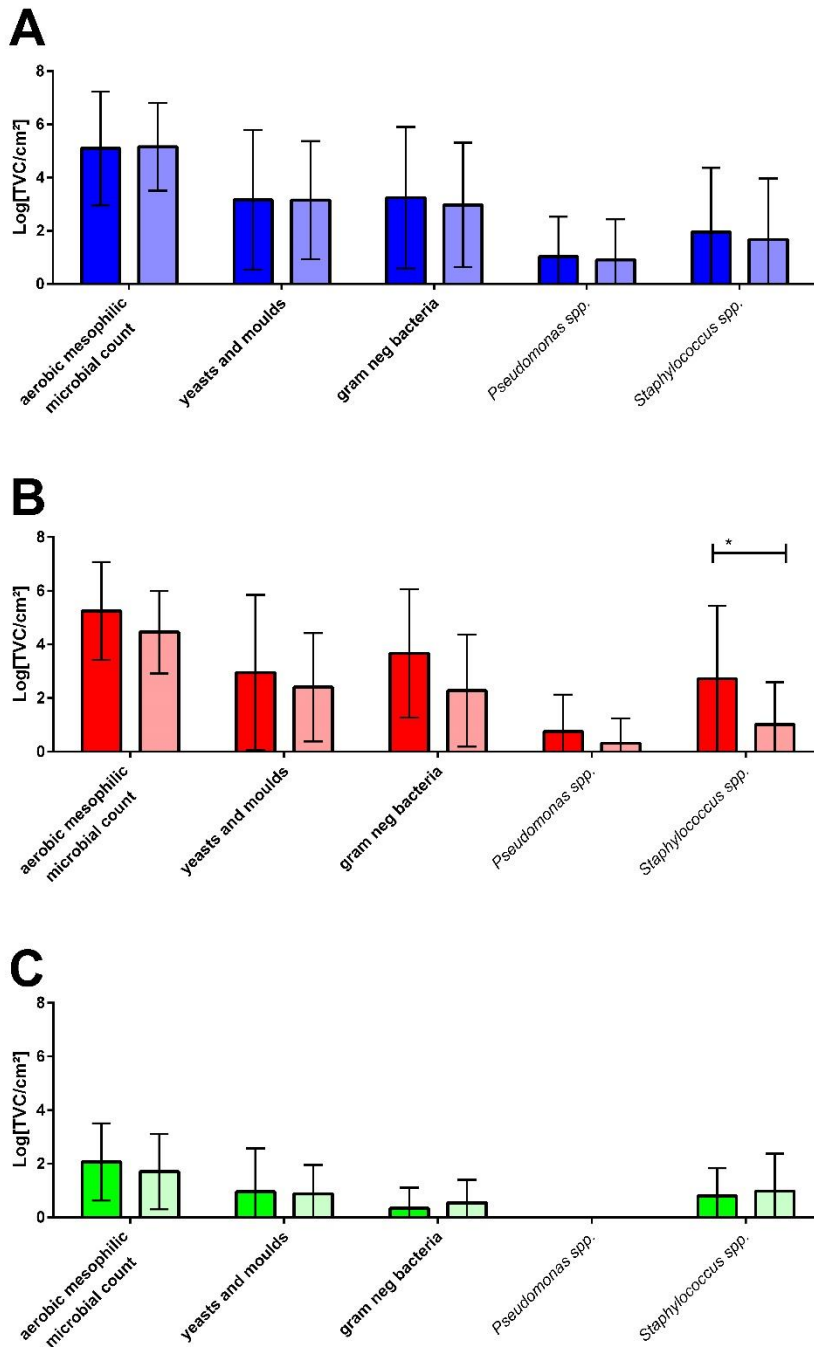 A
Log[TVC/cm²]
8
6
4
2
0
aerobic mesophilic
microbial count
yeasts and moulds
gram neg bacteria
Pseudomonas spp.
Staphylococcus spp.
B
Log[TVC/cm²]
8
6
4
2
0
*
aerobic mesophilic
microbial count
yeasts and moulds
gram neg bacteria
Pseudomonas spp.
Staphylococcus spp.
C
Log[TVC/cm²]
8
6
4
2
0
aerobic mesophilic
microbial count
yeasts and moulds
gram neg bacteria
Pseudomonas spp.
Staphylococcus spp.